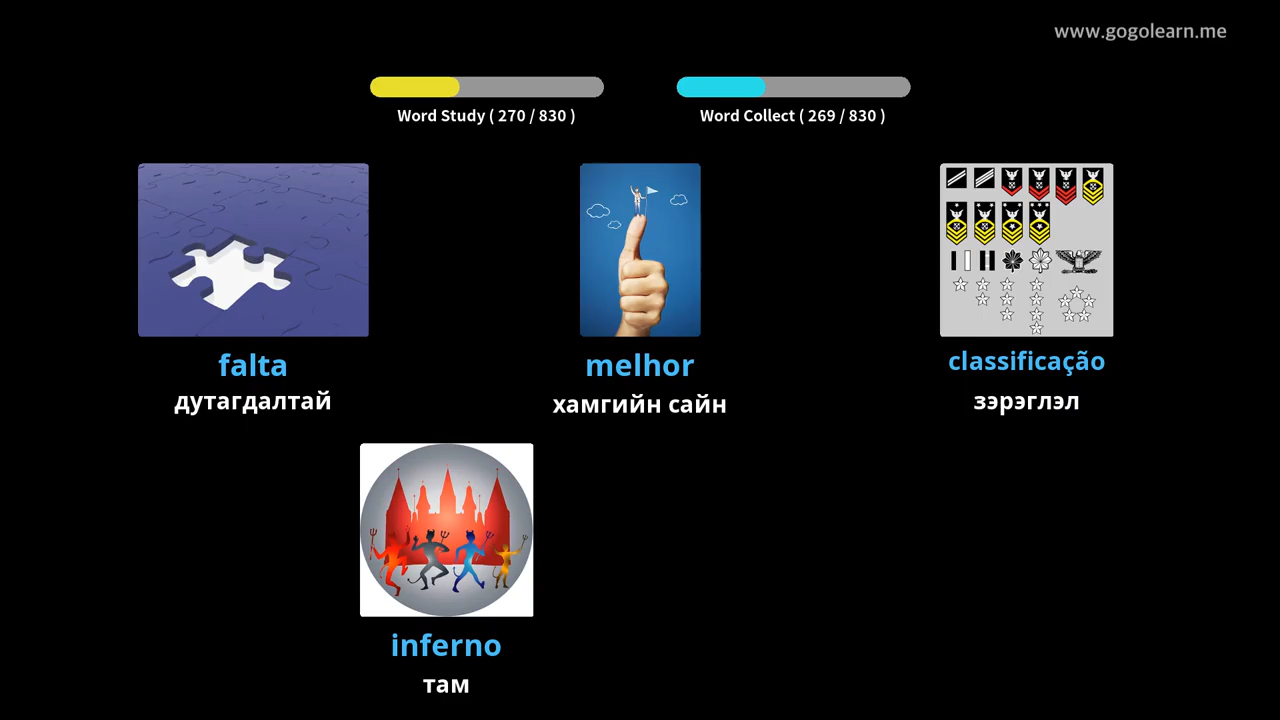 www.gogolearn.me
Word Study ( 270 / 830 )
Word Collect ( 269 / 830 )
falta
дутагдалтай
melhor
хамгийн сайн
classificação
зэрэглэл
inferno
там